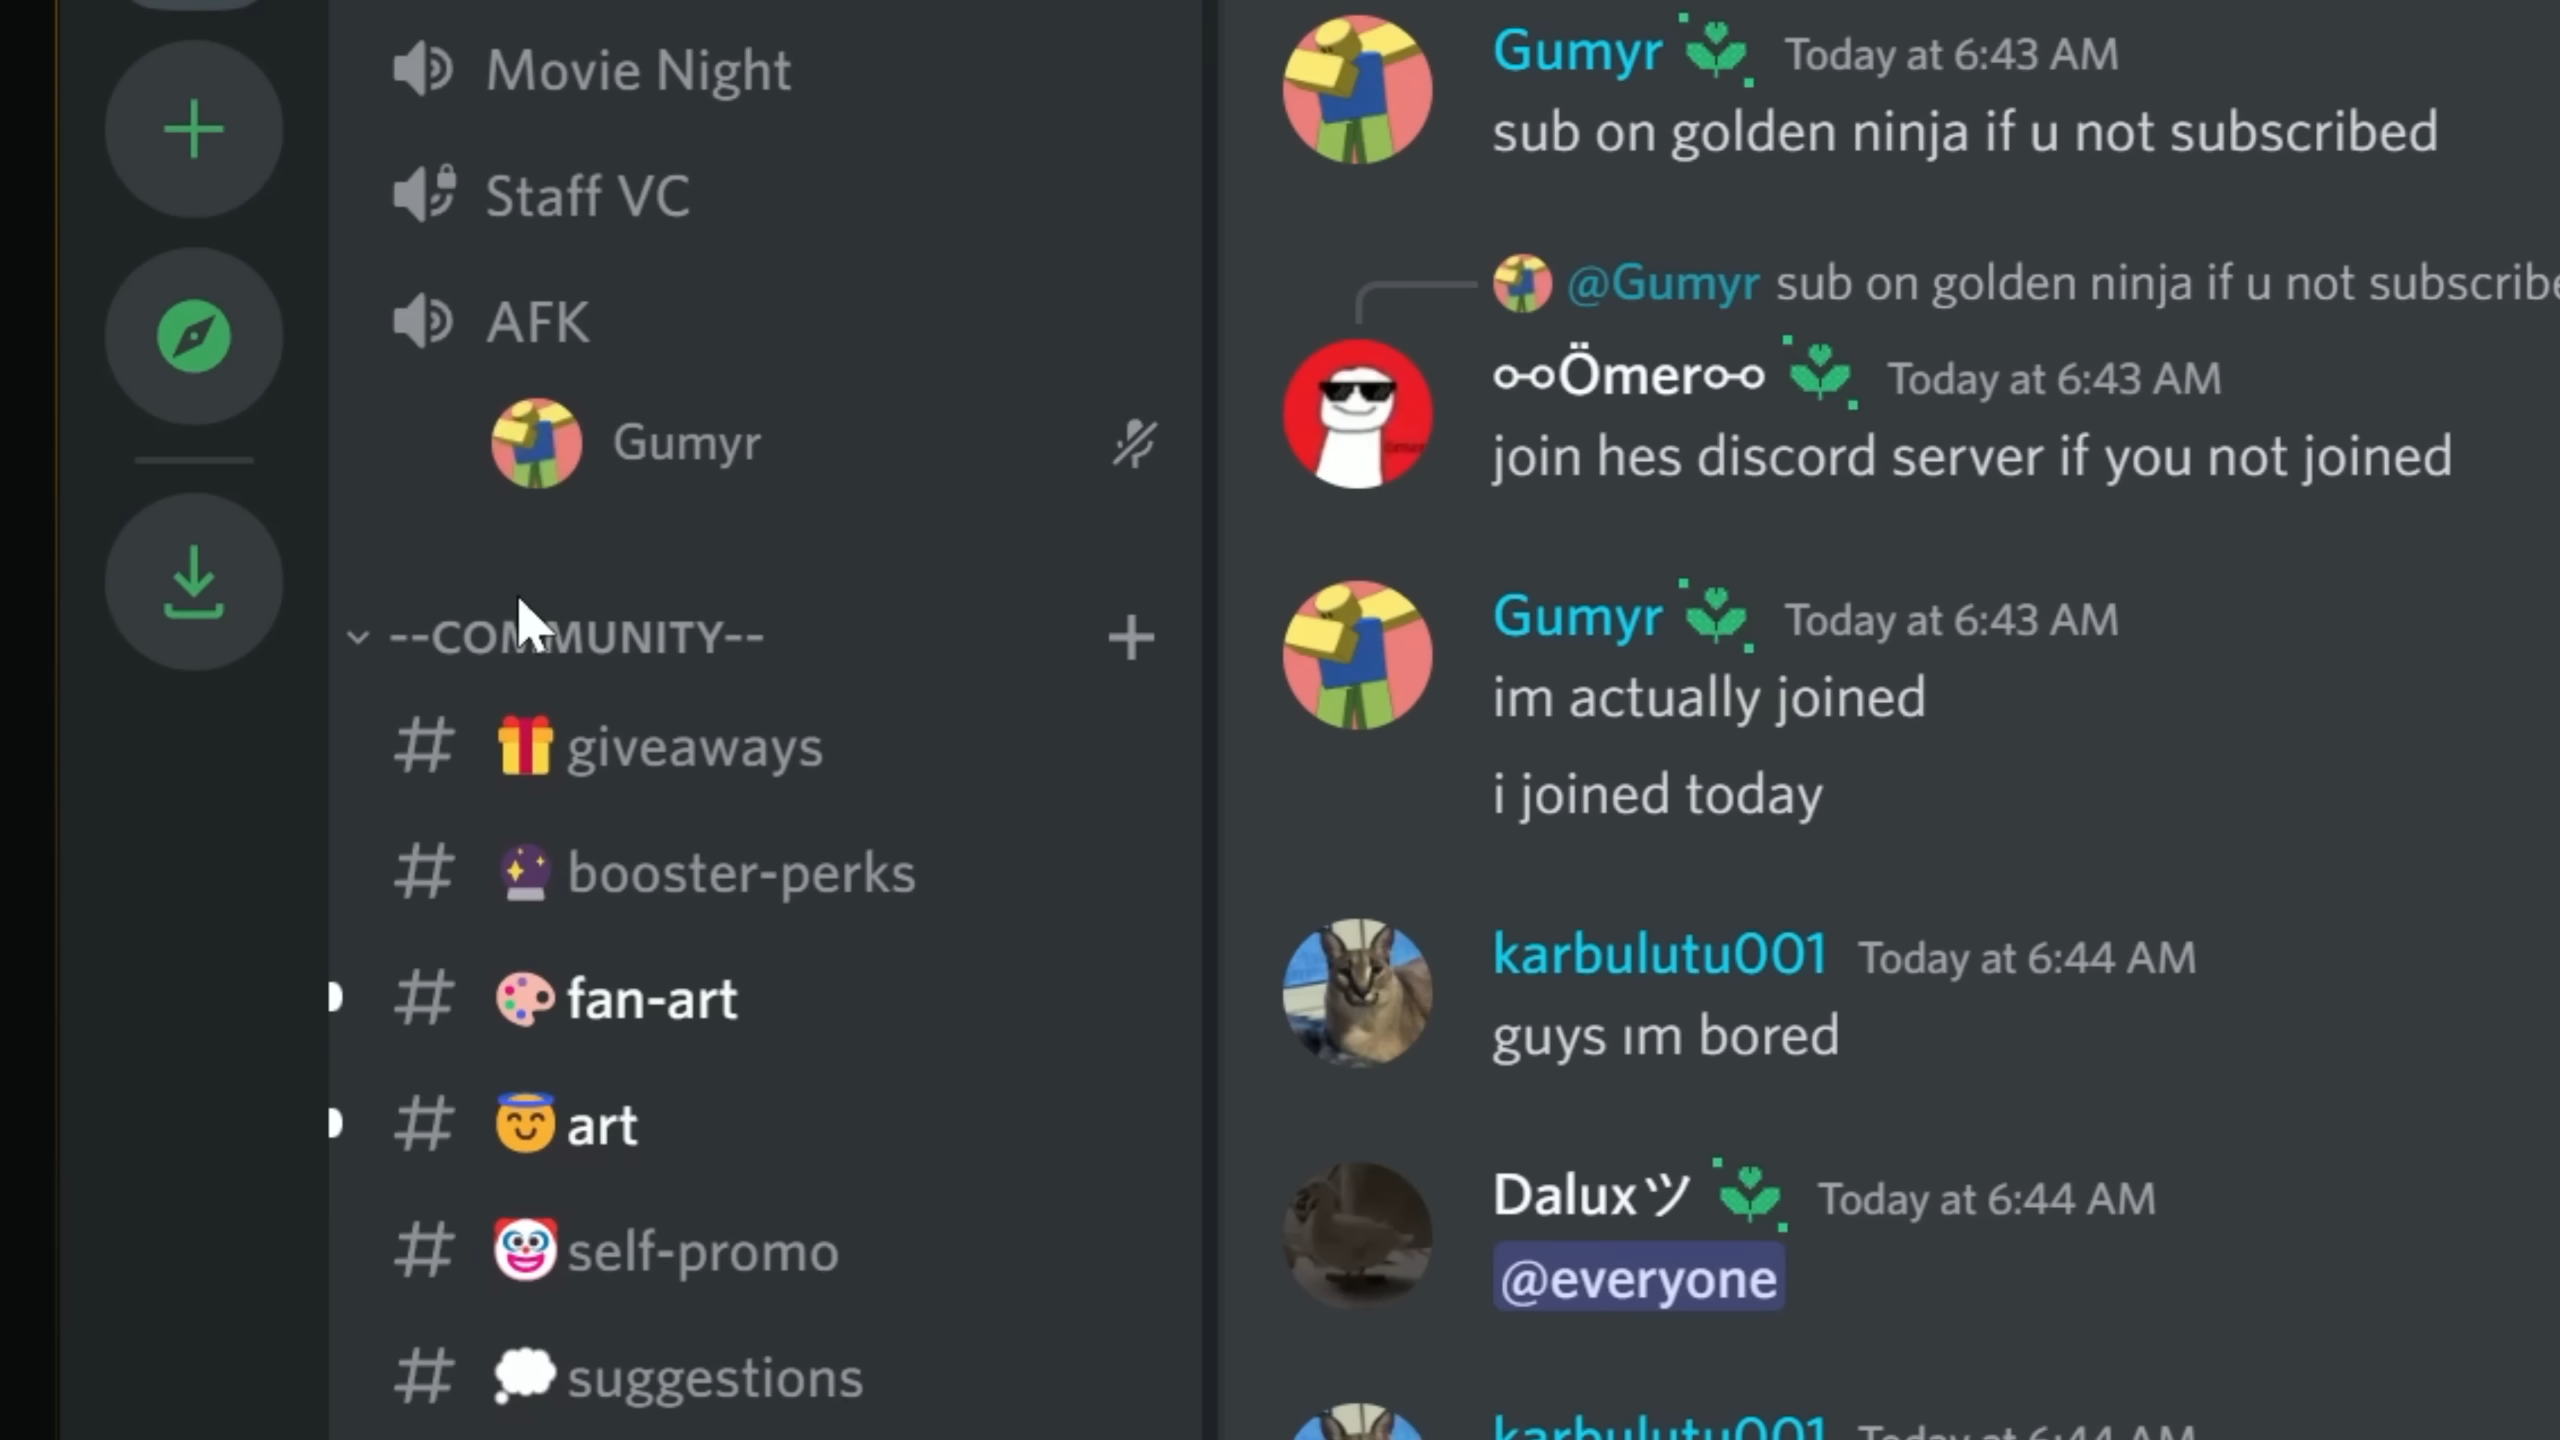 Movie Night
Staff VC
AFK
Gumyr
--COMMUNITY--
giveaways
booster-perks
fan-art
art
self-promo
suggestions
Gumyr Today at 6:43 AM
sub on golden ninja if u not subscribed
@Gumyr sub on golden ninja if u not subscribe
o-oÖmero-o Today at 6:43 AM
join hes discord server if you not joined
Gumyr Today at 6:43 AM
im actually joined
i joined today
karbulutu001 Today at 6:44 AM
guys ım bored
Daluxツ Today at 6:44 AM
@everyone
karbulutu001 Today at 6:44 AM